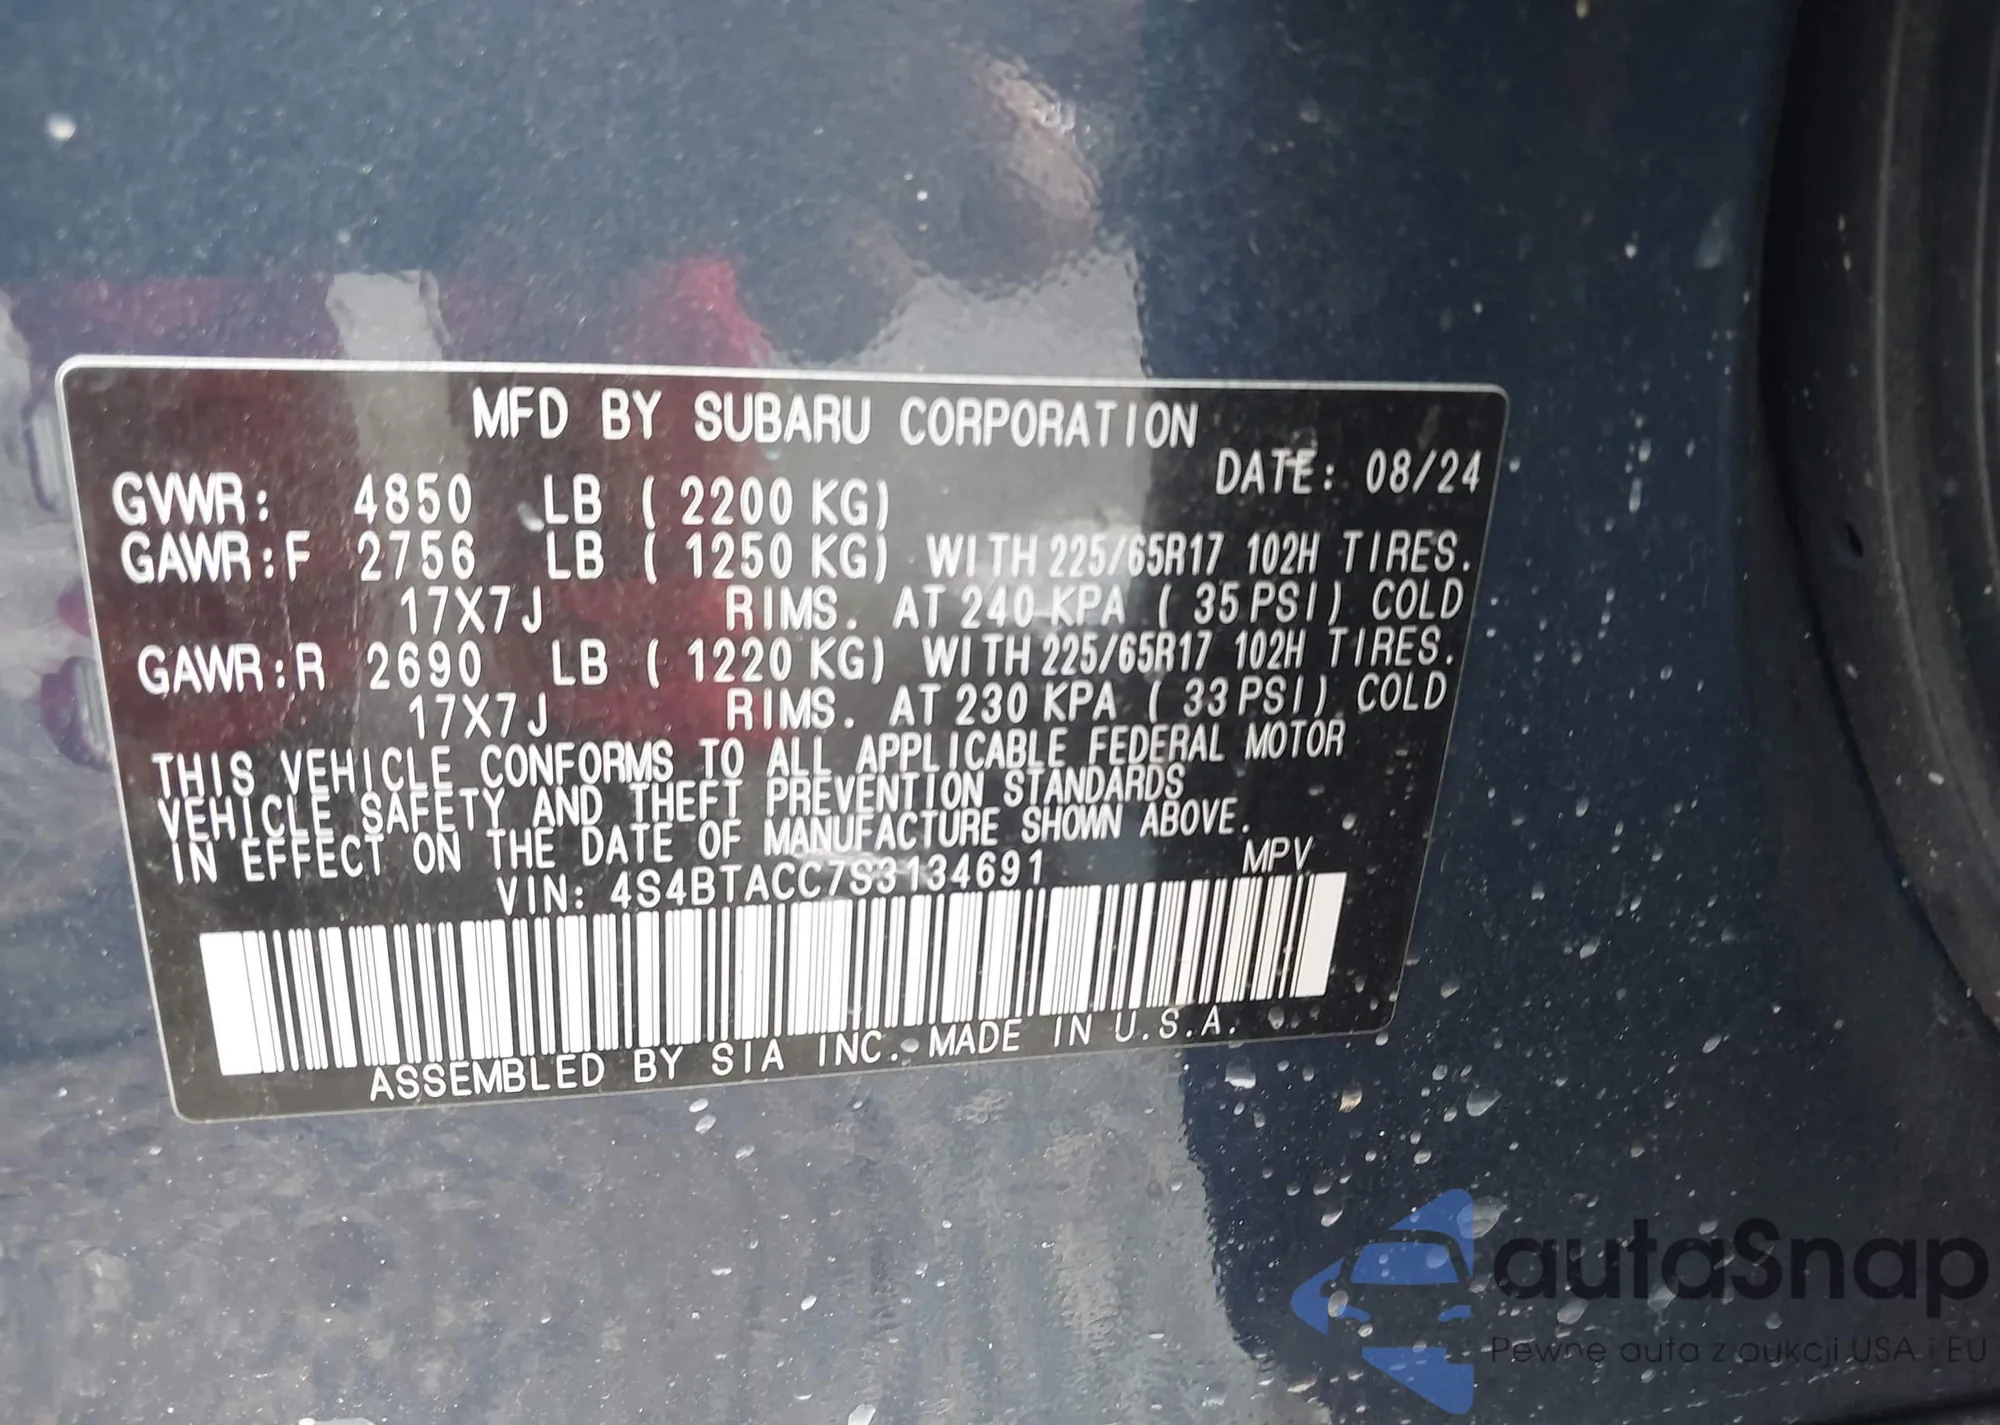 MFD BY SUBARU CORPORATION
DATE: 08/24
GVWR: 4850 LB ( 2200 KG)
GAWR:F 2756 LB ( 1250 KG) WITH 225/65R17 102H TIRES.
17X7J RIMS. AT 240 KPA ( 35 PSI) COLD
GAWR:R 2690 LB ( 1220 KG) WITH 225/65R17 102H TIRES.
17X7J RIMS. AT 230 KPA ( 33 PSI) COLD
THIS VEHICLE CONFORMS TO ALL APPLICABLE FEDERAL MOTOR
VEHICLE SAFETY AND THEFT PREVENTION STANDARDS
IN EFFECT ON THE DATE OF MANUFACTURE SHOWN ABOVE.
VIN: 4S4BTACC7S3134691 MPV
ASSEMBLED BY SIA INC. MADE IN U.S.A.
autaSnap
Pewne auta z aukcji USA i EU